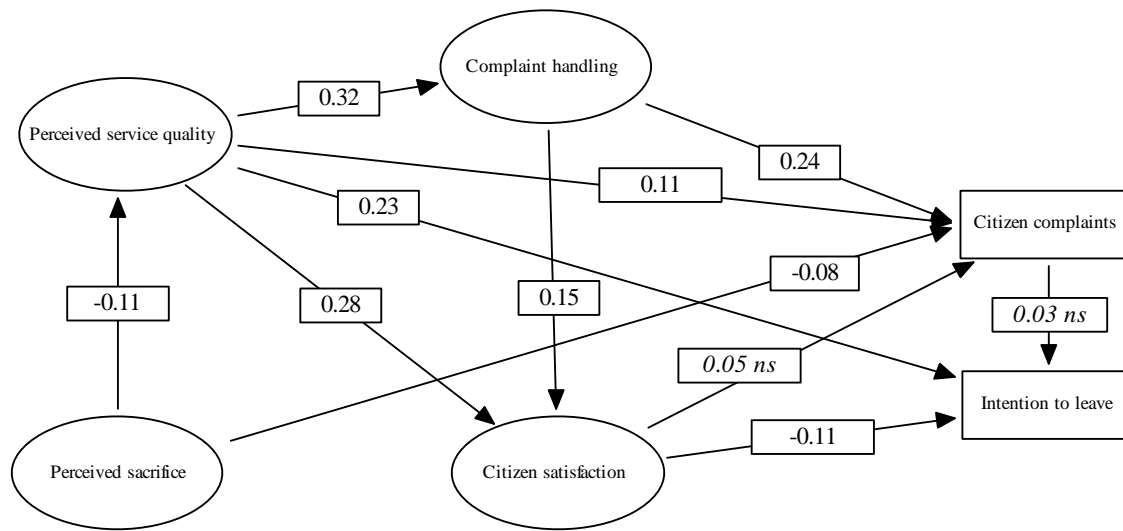 Complaint handling
0.32
Perceived service quality
0.24
0.11
0.23
Citizen complaints
-0.08
-0.11
0.28
0.15
0.03 ns
0.05 ns
Intention to leave
-0.11
Perceived sacrifice
Citizen satisfaction